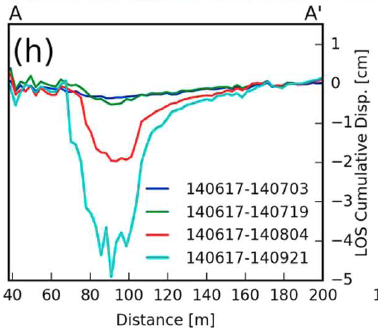 A A'
(h)
1
0
−1
−2
−3
−4
−5
LOS Cumulative Disp. [cm]
140617-140703
140617-140719
140617-140804
140617-140921
40 60 80 100 120 140 160 180 200
Distance [m]
1